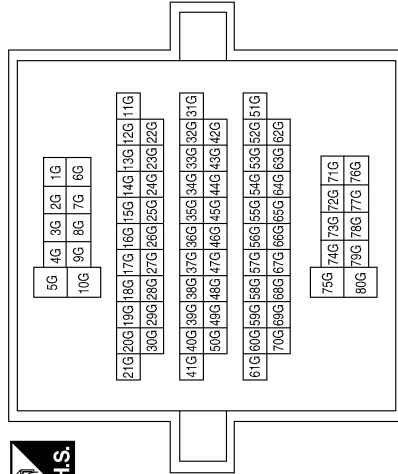 5G 4G 3G 2G 1G
10G 9G 8G 7G 6G
21G 20G 19G 18G 17G 16G 15G 14G 13G 12G 11G
30G 29G 28G 27G 26G 25G 24G 23G 22G
41G 40G 39G 38G 37G 36G 35G 34G 33G 32G 31G
50G 49G 48G 47G 46G 45G 44G 43G 42G
61G 60G 59G 58G 57G 56G 55G 54G 53G 52G 51G
70G 69G 68G 67G 66G 65G 64G 63G 62G
75G 74G 73G 72G 71G
80G 79G 78G 77G 76G
H.S.